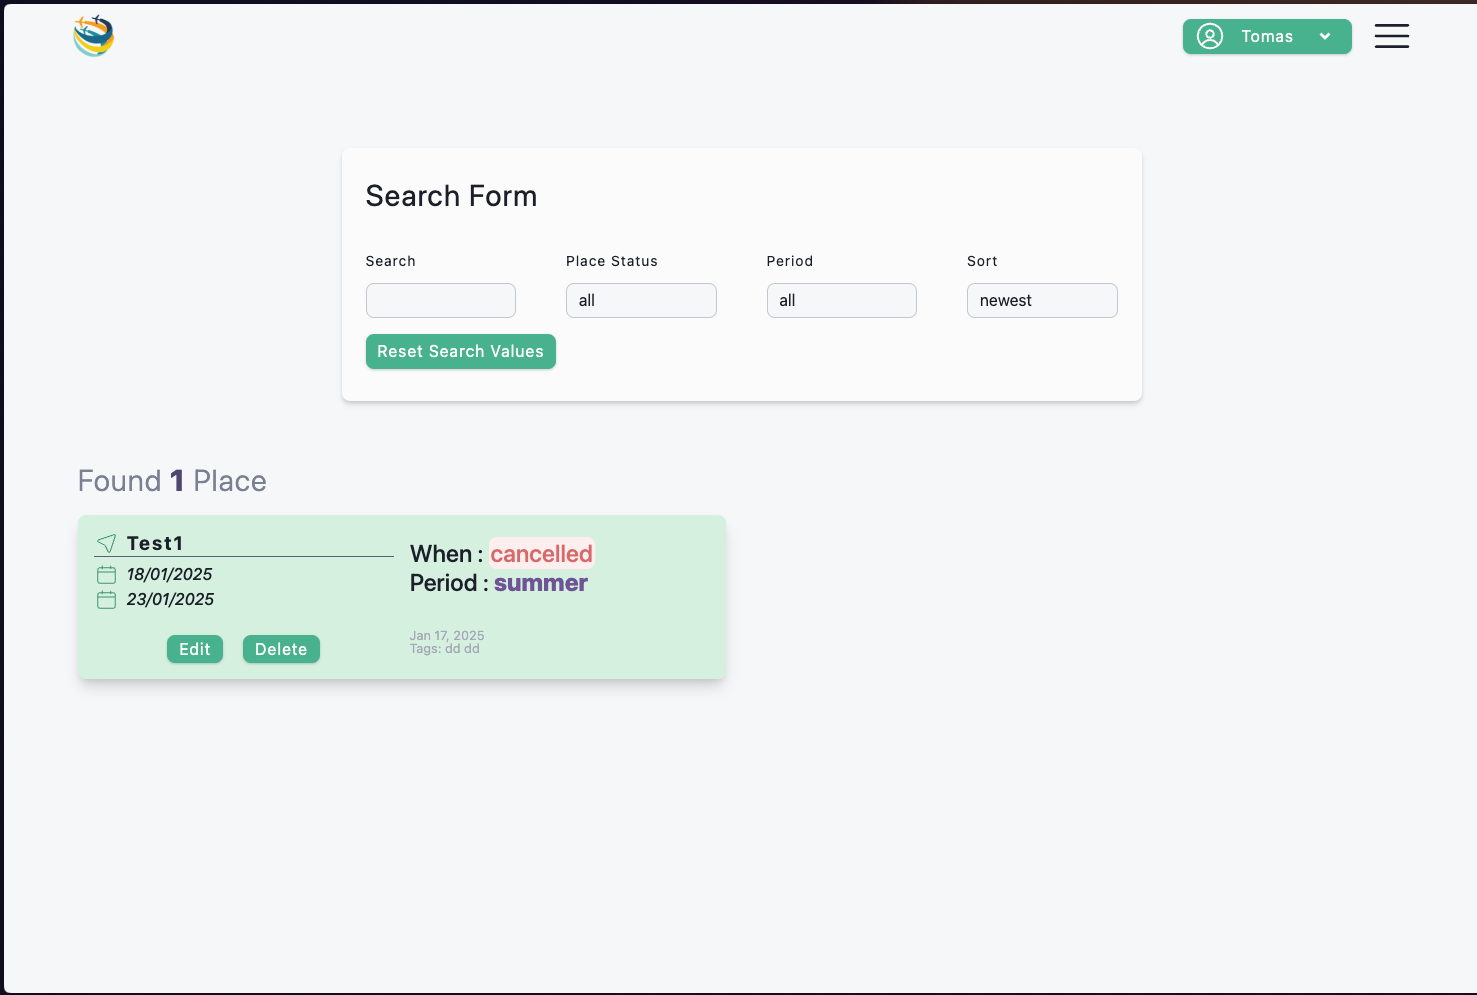 Tomas
Search Form
Search
Place Status
Period
Sort
all
all
newest
Reset Search Values
Found 1 Place
Test1
18/01/2025
23/01/2025
Edit
Delete
When : cancelled
Period : summer
Jan 17, 2025
Tags: dd dd